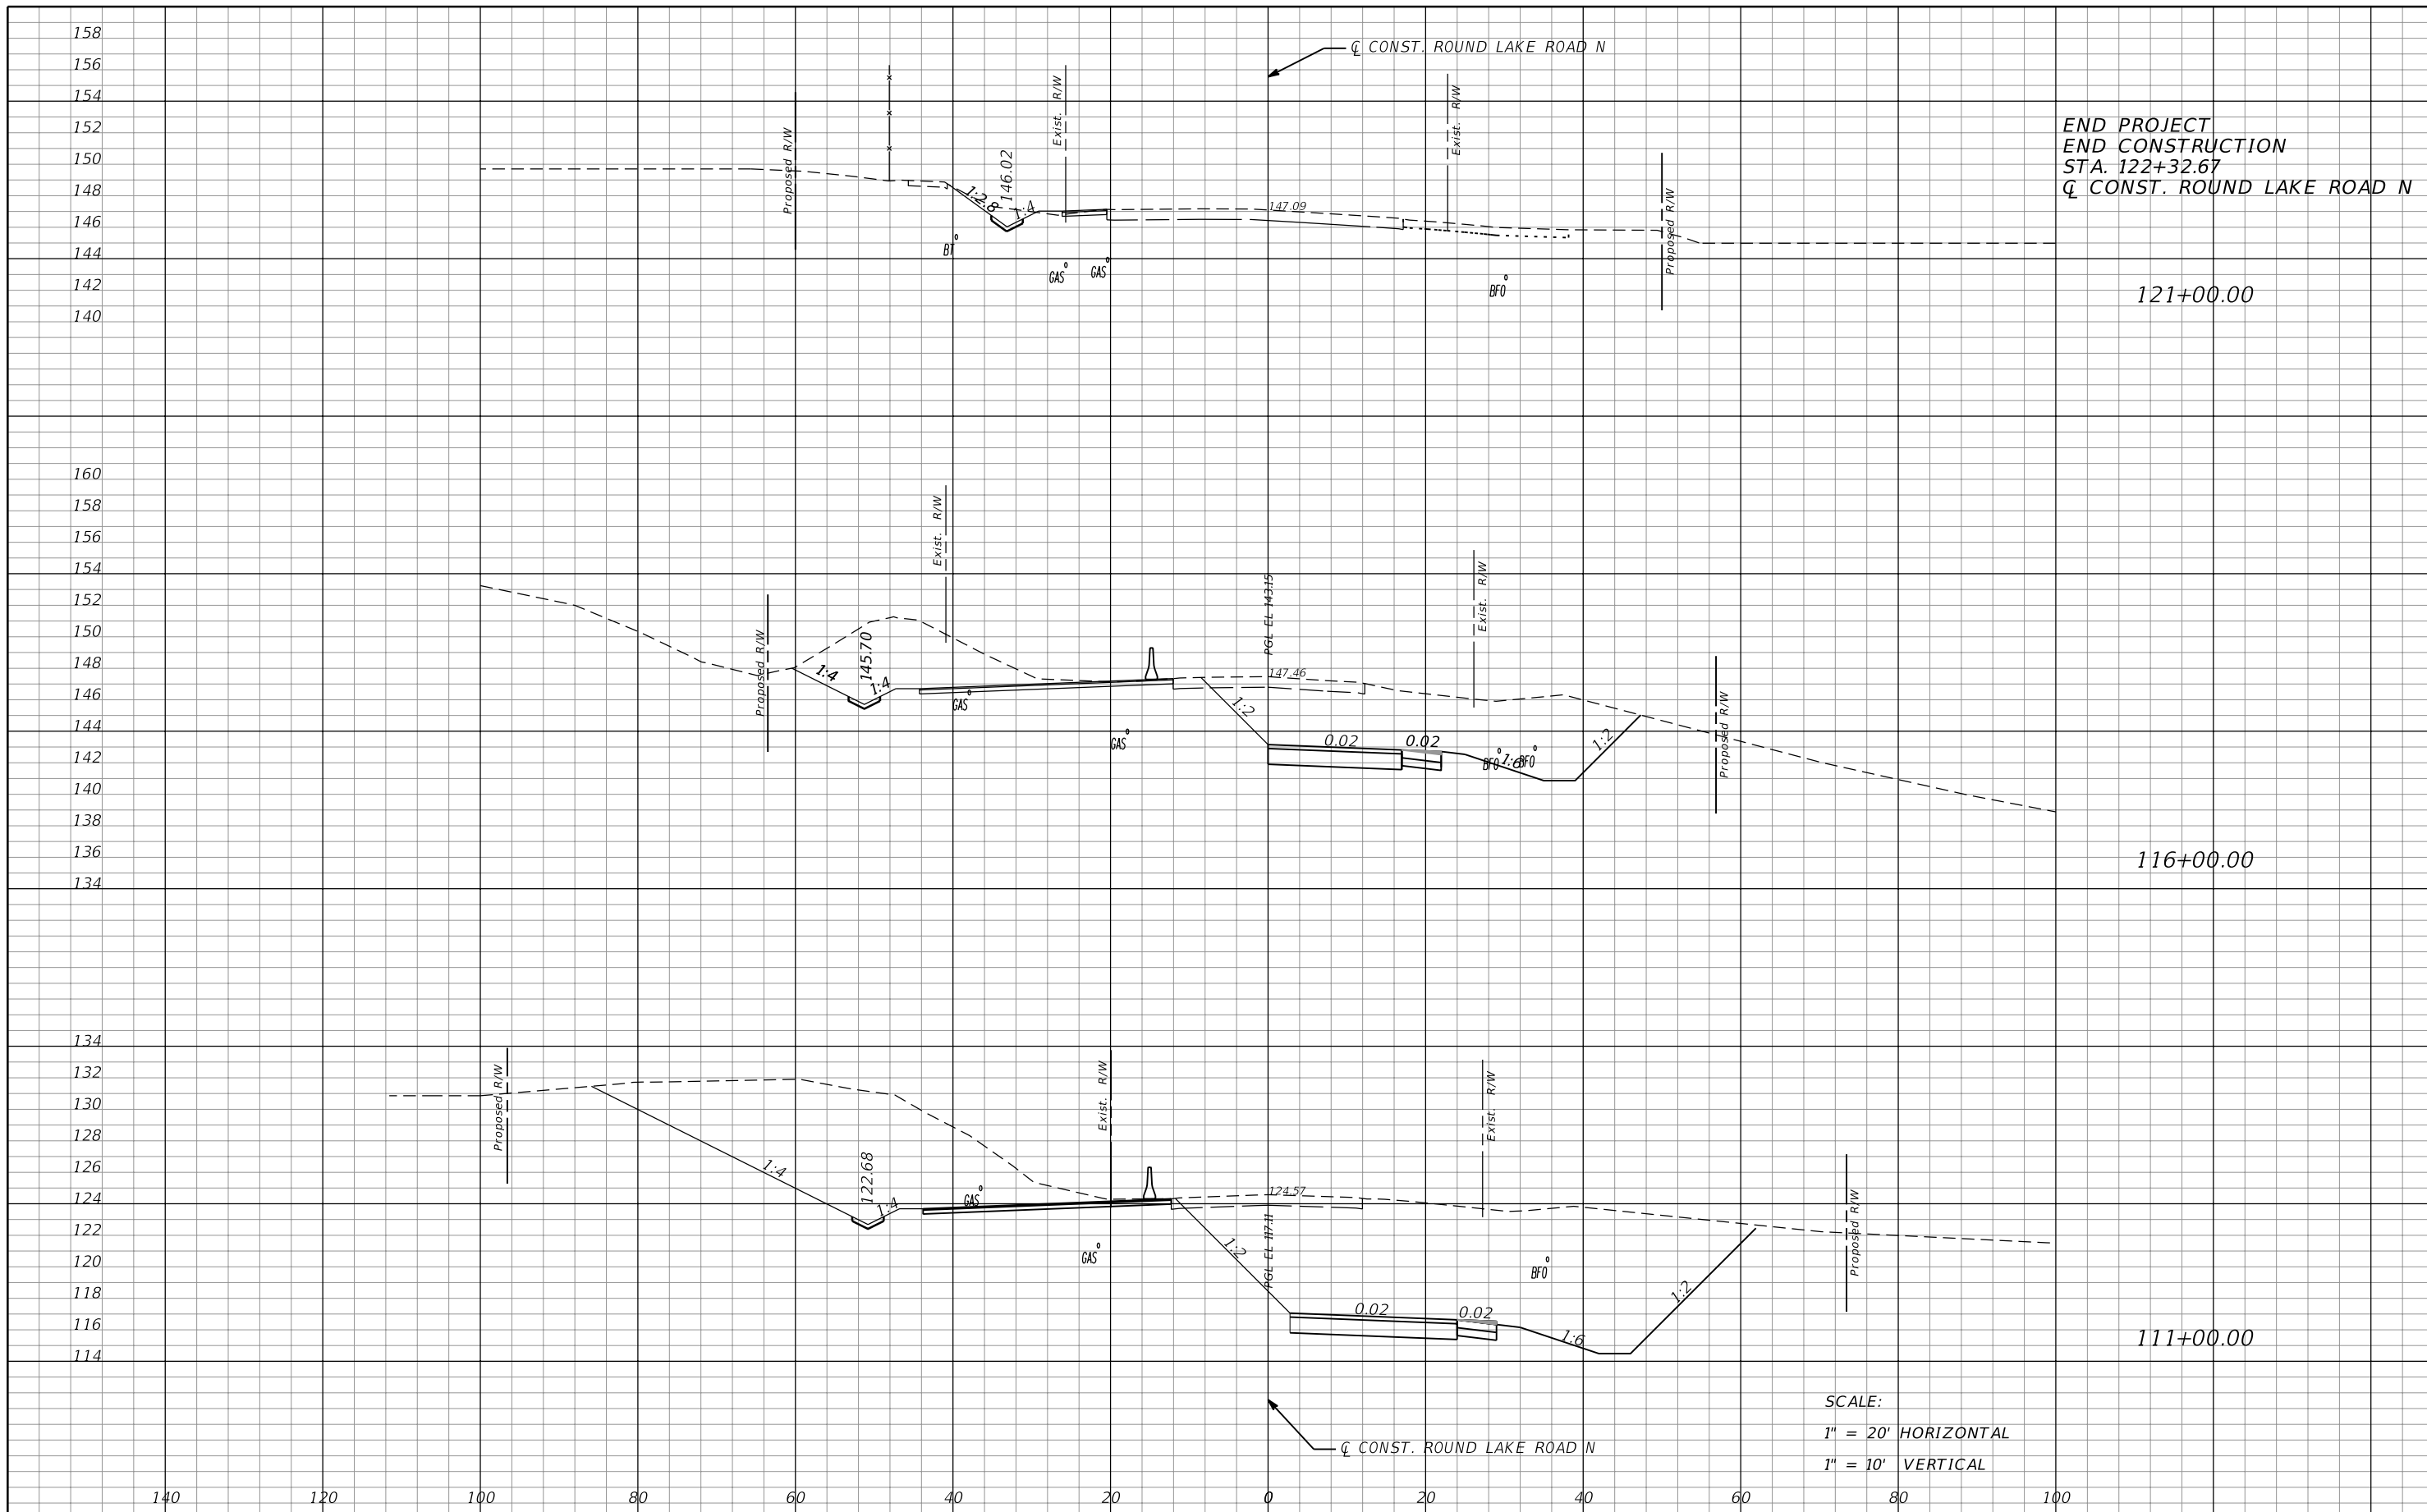 158
156
154
152
150
148
146
144
142
140
℄ CONST. ROUND LAKE ROAD N
END PROJECT
END CONSTRUCTION
STA. 122+32.67
℄ CONST. ROUND LAKE ROAD N
Proposed R/W
Exist. R/W
Exist. R/W
Proposed R/W
1:2.8
146.02
1:4
147.09
BT
GAS
GAS
BFO
121+00.00
160
158
156
154
152
150
148
146
144
142
140
138
136
134
Proposed R/W
Exist. R/W
PGL EL 143.15
Exist. R/W
Proposed R/W
1:4
145.70
1:4
147.46
GAS
GAS
1:2
0.02
0.02
BFO
1:6
BFO
1:2
116+00.00
134
132
130
128
126
124
122
120
118
116
114
Proposed R/W
Exist. R/W
Exist. R/W
Proposed R/W
1:4
122.68
1:4
GAS
124.57
GAS
1:2
PGL EL 117.11
BFO
0.02
0.02
1:6
1:2
111+00.00
SCALE:
1" = 20' HORIZONTAL
1" = 10' VERTICAL
℄ CONST. ROUND LAKE ROAD N
140 120 100 80 60 40 20 0 20 40 60 80 100